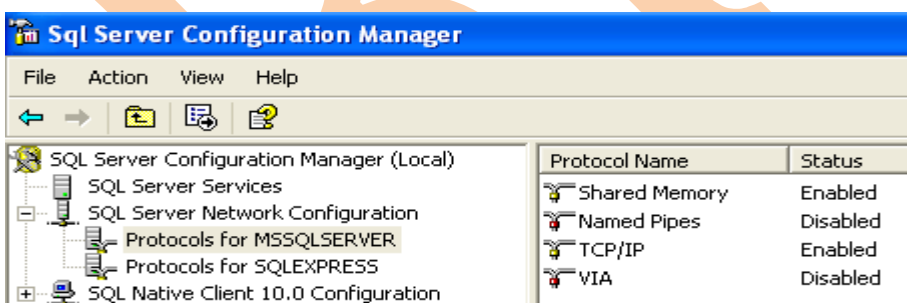 Sql Server Configuration Manager
File Action View Help
SQL Server Configuration Manager (Local)
SQL Server Services
SQL Server Network Configuration
Protocols for MSSQLSERVER
Protocols for SQLEXPRESS
SQL Native Client 10.0 Configuration
Protocol Name Status
Shared Memory Enabled
Named Pipes Disabled
TCP/IP Enabled
VIA Disabled